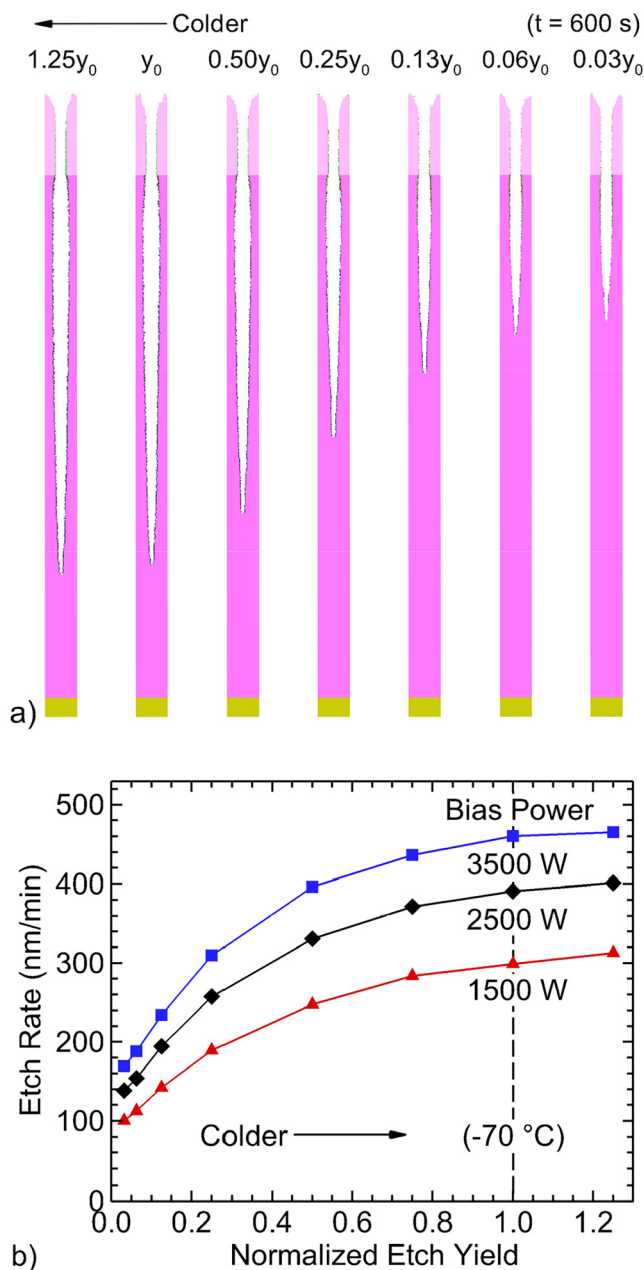 Colder (t = 600 s)
1.25y₀ y₀ 0.50y₀ 0.25y₀ 0.13y₀ 0.06y₀ 0.03y₀
a)
500
Bias Power
3500 W
400
2500 W
300
1500 W
200
100
Colder (-70 °C)
0
0.0 0.2 0.4 0.6 0.8 1.0 1.2
Etch Rate (nm/min)
Normalized Etch Yield
b)